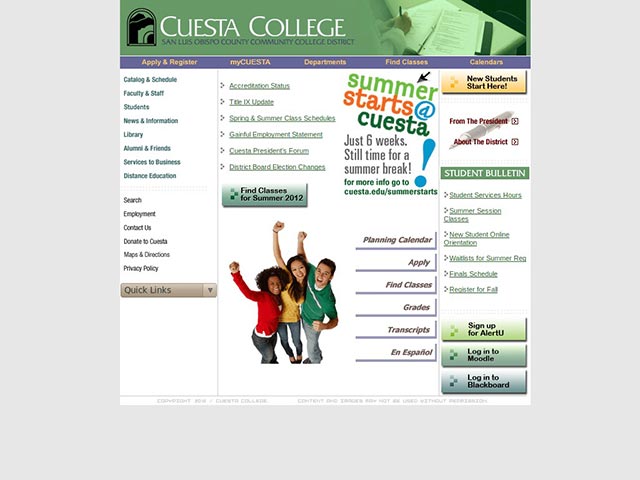 CUESTA COLLEGE
SAN LUIS OBISPO COUNTY COMMUNITY COLLEGE DISTRICT
Apply & Register
myCUESTA
Departments
Find Classes
Calendars
Catalog & Schedule
Faculty & Staff
Students
News & Information
Library
Alumni & Friends
Services to Business
Distance Education
Search
Employment
Contact Us
Donate to Cuesta
Maps & Directions
Privacy Policy
Quick Links
Accreditation Status
Title IX Update
Spring & Summer Class Schedules
Gainful Employment Statement
Cuesta President's Forum
District Board Election Changes
Find Classes
for Summer 2012
summer
starts@
cuesta
Just 6 weeks.
Still time for a
summer break!
for more info go to
cuesta.edu/summerstarts
Planning Calendar
Apply
Find Classes
Grades
Transcripts
En Español
New Students
Start Here!
From The President
About The District
STUDENT BULLETIN
Student Services Hours
Summer Session
Classes
New Student Online
Orientation
Waitlists for Summer Reg
Finals Schedule
Register for Fall
Sign up
for AlertU
Log in to
Moodle
Log in to
Blackboard
COPYRIGHT 2012 / CUESTA COLLEGE.
CONTENT AND IMAGES MAY NOT BE USED WITHOUT PERMISSION.